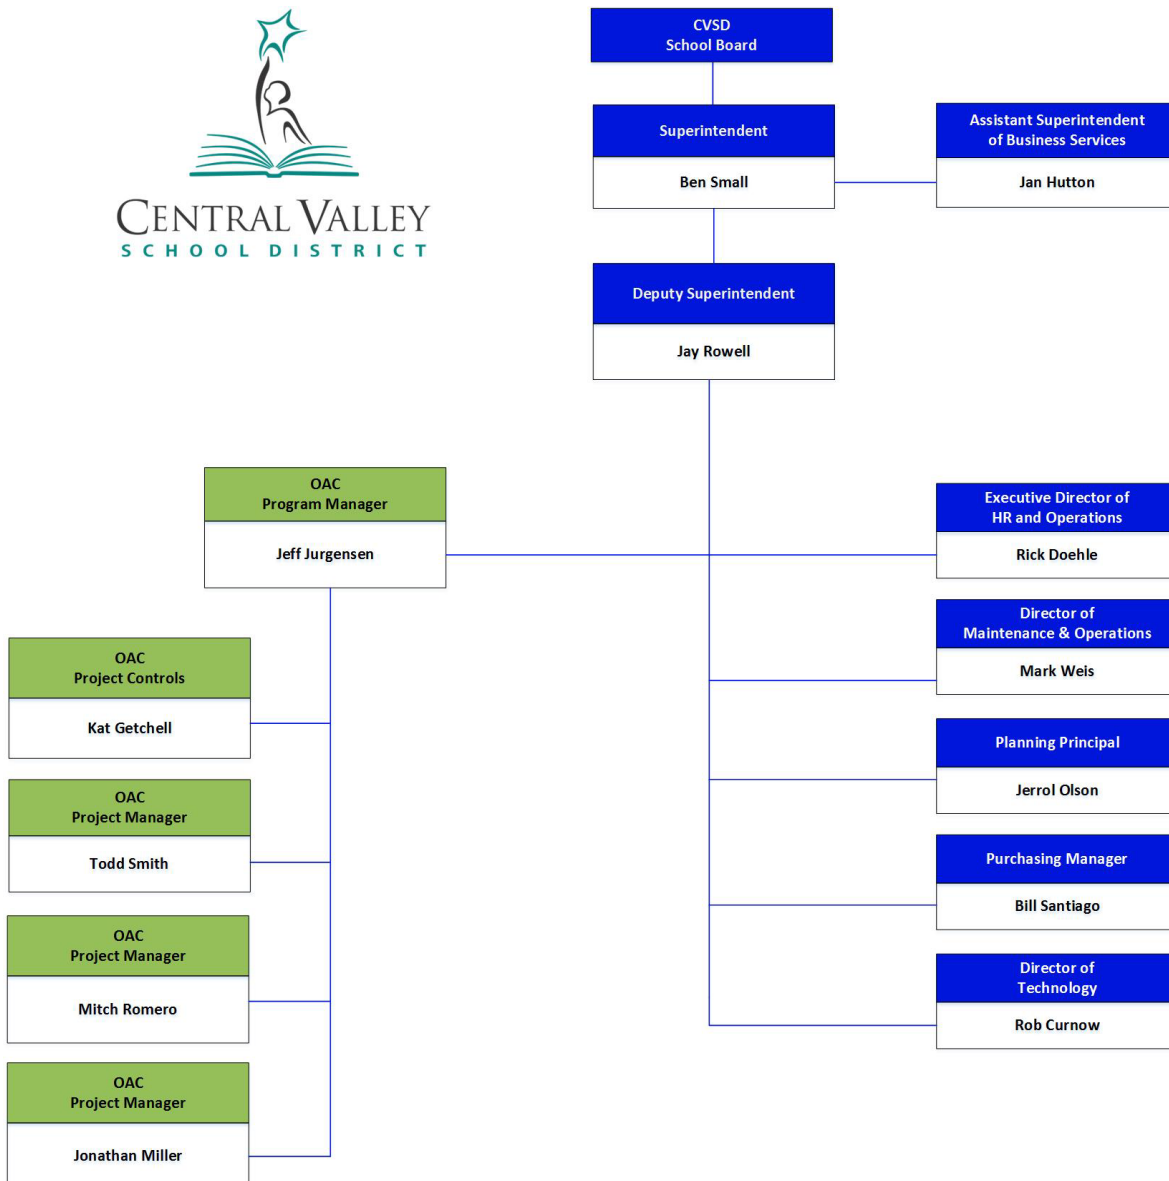 CENTRAL VALLEY
SCHOOL DISTRICT
CVSD
School Board
Superintendent
Ben Small
Assistant Superintendent
of Business Services
Jan Hutton
Deputy Superintendent
Jay Rowell
OAC
Program Manager
Jeff Jurgensen
OAC
Project Controls
Kat Getchell
OAC
Project Manager
Todd Smith
OAC
Project Manager
Mitch Romero
OAC
Project Manager
Jonathan Miller
Executive Director of
HR and Operations
Rick Doehle
Director of
Maintenance & Operations
Mark Weis
Planning Principal
Jerrol Olson
Purchasing Manager
Bill Santiago
Director of
Technology
Rob Curnow